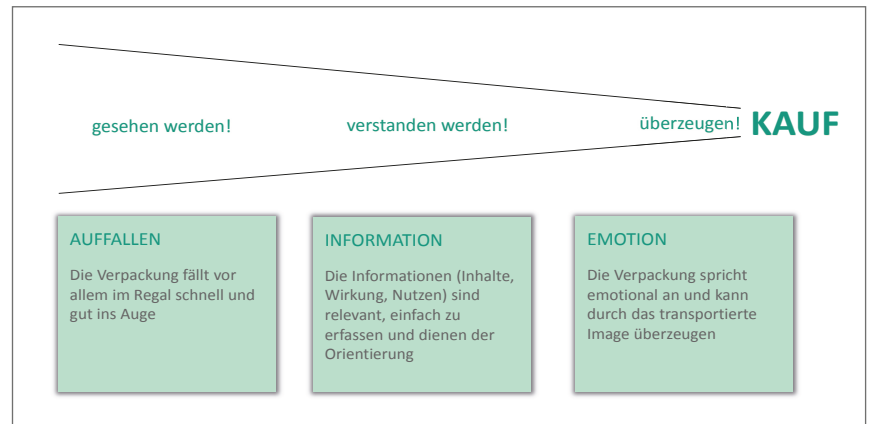 gesehen werden!
verstanden werden!
überzeugen!
KAUF
AUFFALLEN
Die Verpackung fällt vor
allem im Regal schnell und
gut ins Auge
INFORMATION
Die Informationen (Inhalte,
Wirkung, Nutzen) sind
relevant, einfach zu
erfassen und dienen der
Orientierung
EMOTION
Die Verpackung spricht
emotional an und kann
durch das transportierte
Image überzeugen